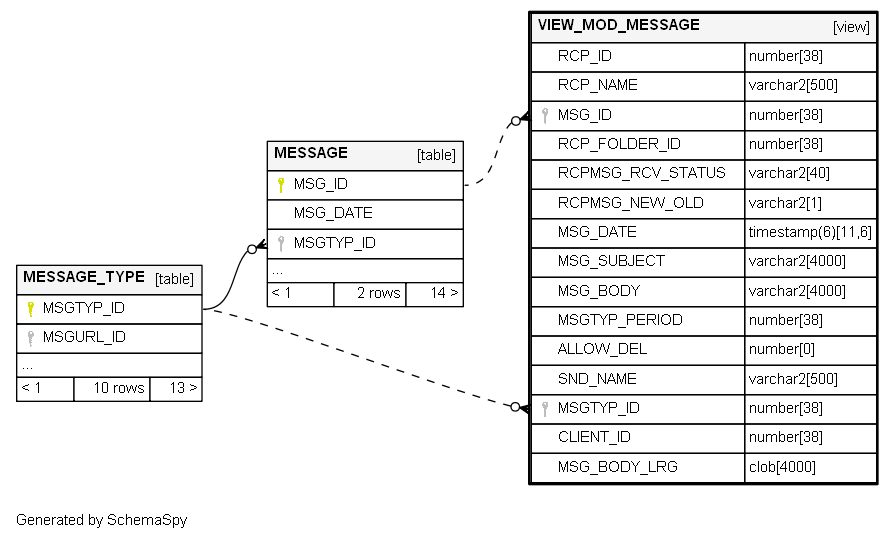 VIEW_MOD_MESSAGE [view]
RCP_ID number[38]
RCP_NAME varchar2[500]
MSG_ID number[38]
RCP_FOLDER_ID number[38]
RCPMSG_RCV_STATUS varchar2[40]
RCPMSG_NEW_OLD varchar2[1]
MSG_DATE timestamp(6)[11,6]
MSG_SUBJECT varchar2[4000]
MSG_BODY varchar2[4000]
MSGTYP_PERIOD number[38]
ALLOW_DEL number[0]
SND_NAME varchar2[500]
MSGTYP_ID number[38]
CLIENT_ID number[38]
MSG_BODY_LRG clob[4000]
MESSAGE [table]
MSG_ID
MSG_DATE
MSGTYP_ID
...
< 1 2 rows 14 >
MESSAGE_TYPE [table]
MSGTYP_ID
MSGURL_ID
...
< 1 10 rows 13 >
Generated by SchemaSpy